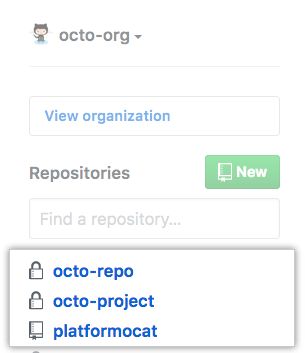 octo-org
View organization
Repositories
New
Find a repository...
octo-repo
octo-project
platformocat